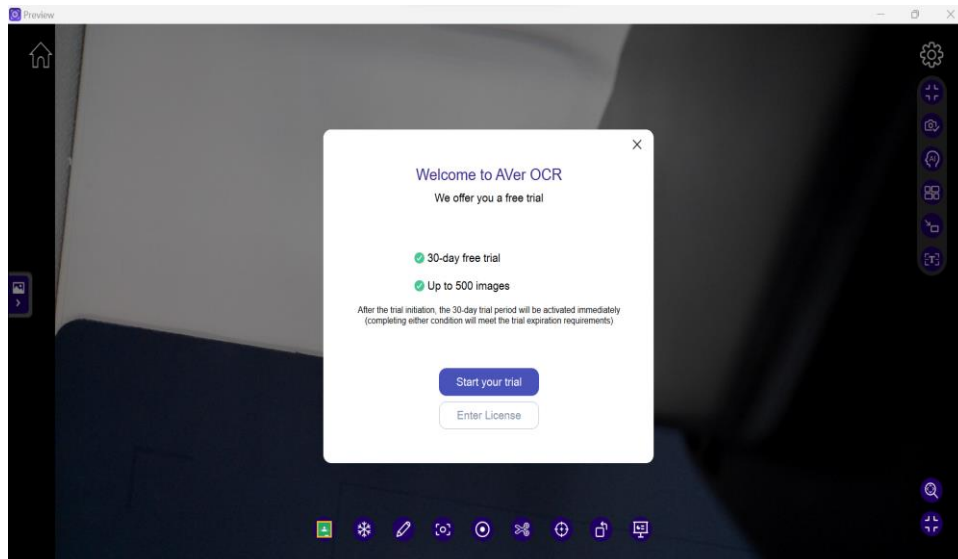 Preview
Welcome to AVer OCR
We offer you a free trial
30-day free trial
Up to 500 images
After the trial initiation, the 30-day trial period will be activated immediately
(completing either condition will meet the trial expiration requirements)
Start your trial
Enter License
AI
T